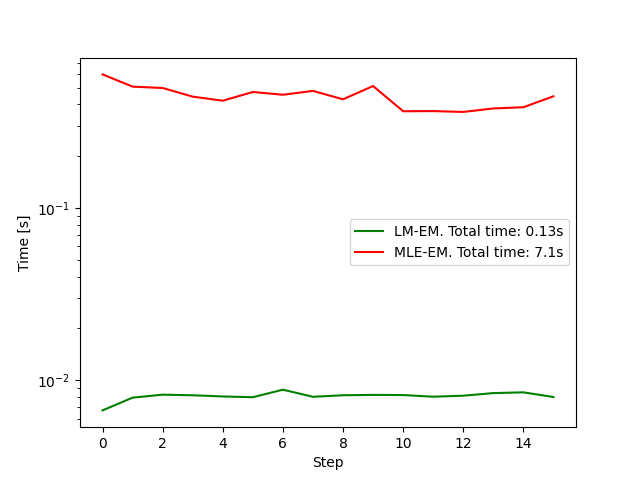 Time [s]
10⁻¹
10⁻²
LM-EM. Total time: 0.13s
MLE-EM. Total time: 7.1s
0 2 4 6 8 10 12 14
Step